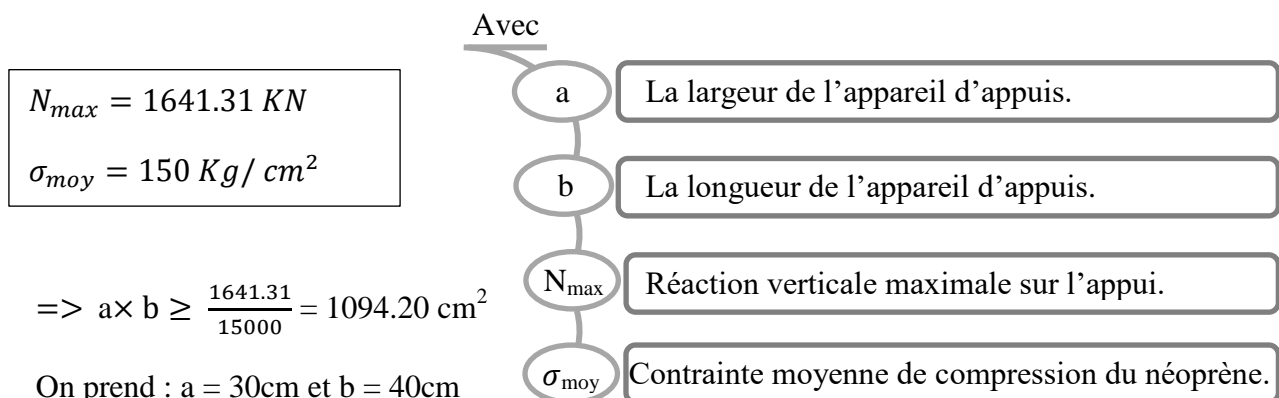 Avec
N_max = 1641.31 KN
σ_moy = 150 Kg/ cm²
a La largeur de l’appareil d’appuis.
b La longueur de l’appareil d’appuis.
N_max Réaction verticale maximale sur l’appui.
σ_moy Contrainte moyenne de compression du néoprène.
=> a× b ≥ 1641.31/15000 = 1094.20 cm²
On prend : a = 30cm et b = 40cm